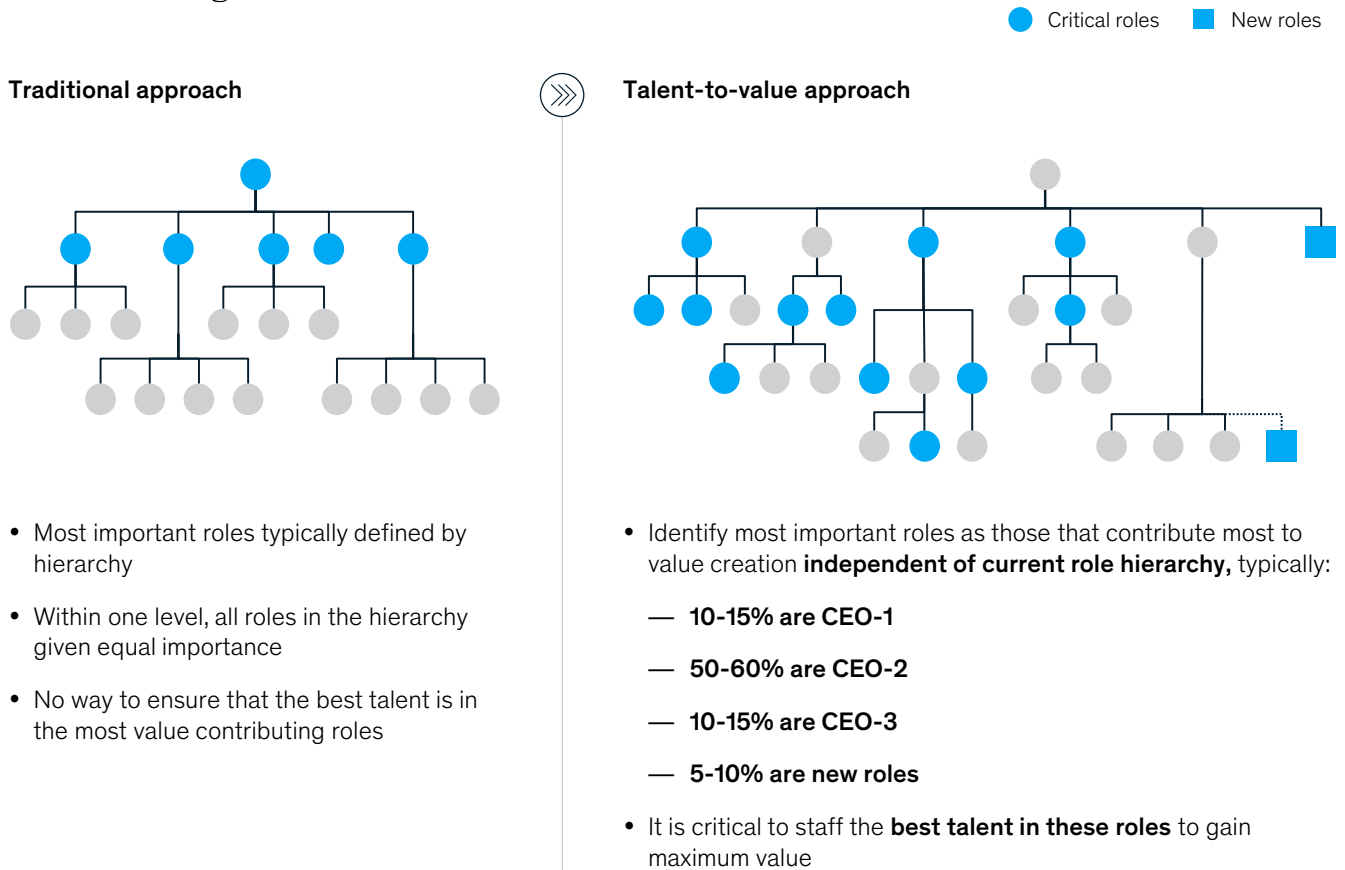 Critical roles
New roles
Traditional approach
Talent-to-value approach
• Most important roles typically defined by
hierarchy
• Within one level, all roles in the hierarchy
given equal importance
• No way to ensure that the best talent is in
the most value contributing roles
• Identify most important roles as those that contribute most to
value creation independent of current role hierarchy, typically:
— 10-15% are CEO-1
— 50-60% are CEO-2
— 10-15% are CEO-3
— 5-10% are new roles
• It is critical to staff the best talent in these roles to gain
maximum value